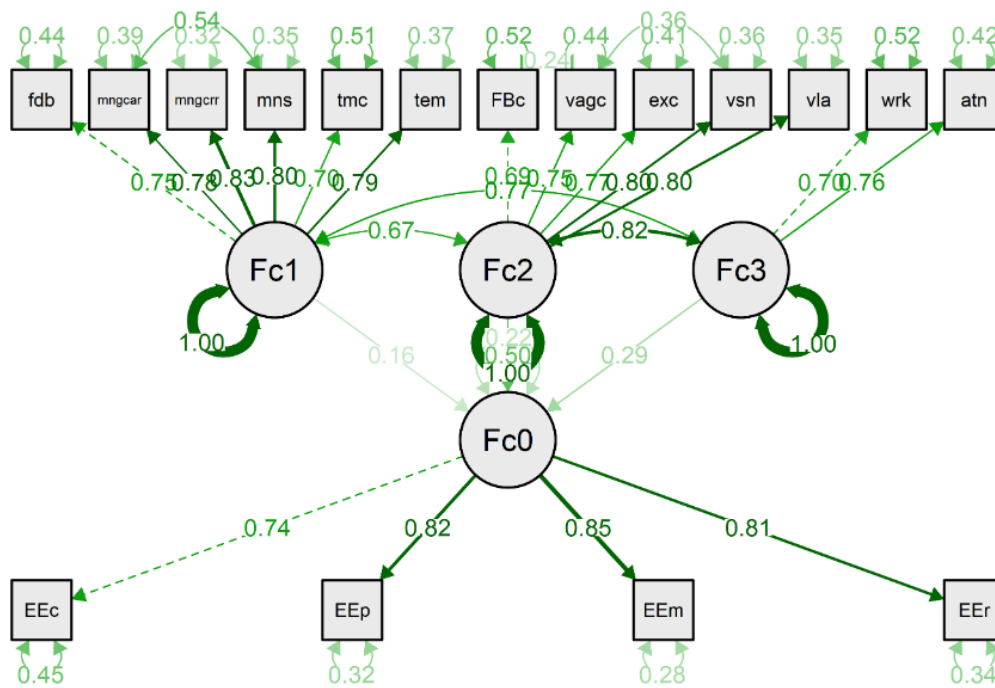 0.54 0.36
0.44 0.39 0.32 0.35 0.51 0.37 0.52 0.24 0.44 0.41 0.36 0.35 0.52 0.42
fdb mngcar mngcrr mns tmc tem FBc vagc exc vsn vla wrk atn
0.75 0.78 0.83 0.80 0.70 0.79 0.69 0.75 0.77 0.80 0.80 0.70 0.76
0.77
0.67 0.82
Fc1 Fc2 Fc3
1.00 0.22 1.00
0.16 0.50 0.29
1.00
Fc0
0.74 0.82 0.85 0.81
EEc EEp EEm EEr
0.45 0.32 0.28 0.34